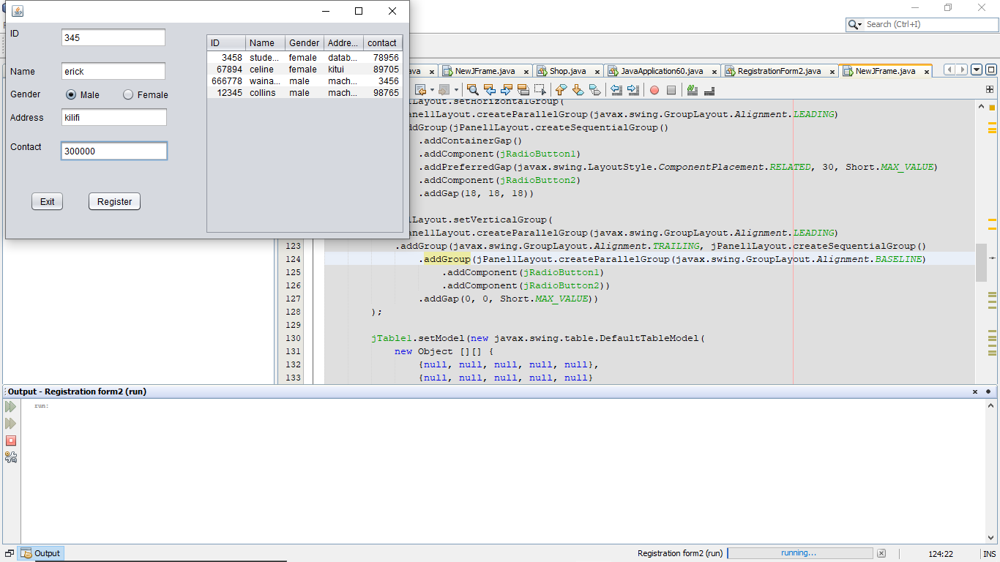 ID 345
Name erick
Gender Male Female
Address kilifi
Contact 300000
Exit Register
ID Name Gender Addre... contact
3458 stude... female datab... 78956
67894 celine female kitui 89705
666778 waina... male mach... 3456
12345 collins male mach... 98765
Search (Ctrl+I)
ava NewJFrame.java Shop.java JavaApplication60.java RegistrationForm2.java NewJFrame.java
lLayout.setHorizontalGroup(
anel1Layout.createParallelGroup(javax.swing.GroupLayout.Alignment.LEADING)
ddGroup(jPanel1Layout.createSequentialGroup()
.addContainerGap()
.addComponent(jRadioButton1)
.addPreferredGap(javax.swing.LayoutStyle.ComponentPlacement.RELATED, 30, Short.MAX_VALUE)
.addComponent(jRadioButton2)
.addGap(18, 18, 18))
lLayout.setVerticalGroup(
anel1Layout.createParallelGroup(javax.swing.GroupLayout.Alignment.LEADING)
123 .addGroup(javax.swing.GroupLayout.Alignment.TRAILING, jPanel1Layout.createSequentialGroup()
124 .addGroup(jPanel1Layout.createParallelGroup(javax.swing.GroupLayout.Alignment.BASELINE)
125 .addComponent(jRadioButton1)
126 .addComponent(jRadioButton2))
127 .addGap(0, 0, Short.MAX_VALUE))
128 );
129
130 jTable1.setModel(new javax.swing.table.DefaultTableModel(
131 new Object [][] {
132 {null, null, null, null, null},
133 {null, null, null, null, null}
Output - Registration form2 (run)
run:
Output
Registration form2 (run) running... 124:22 INS